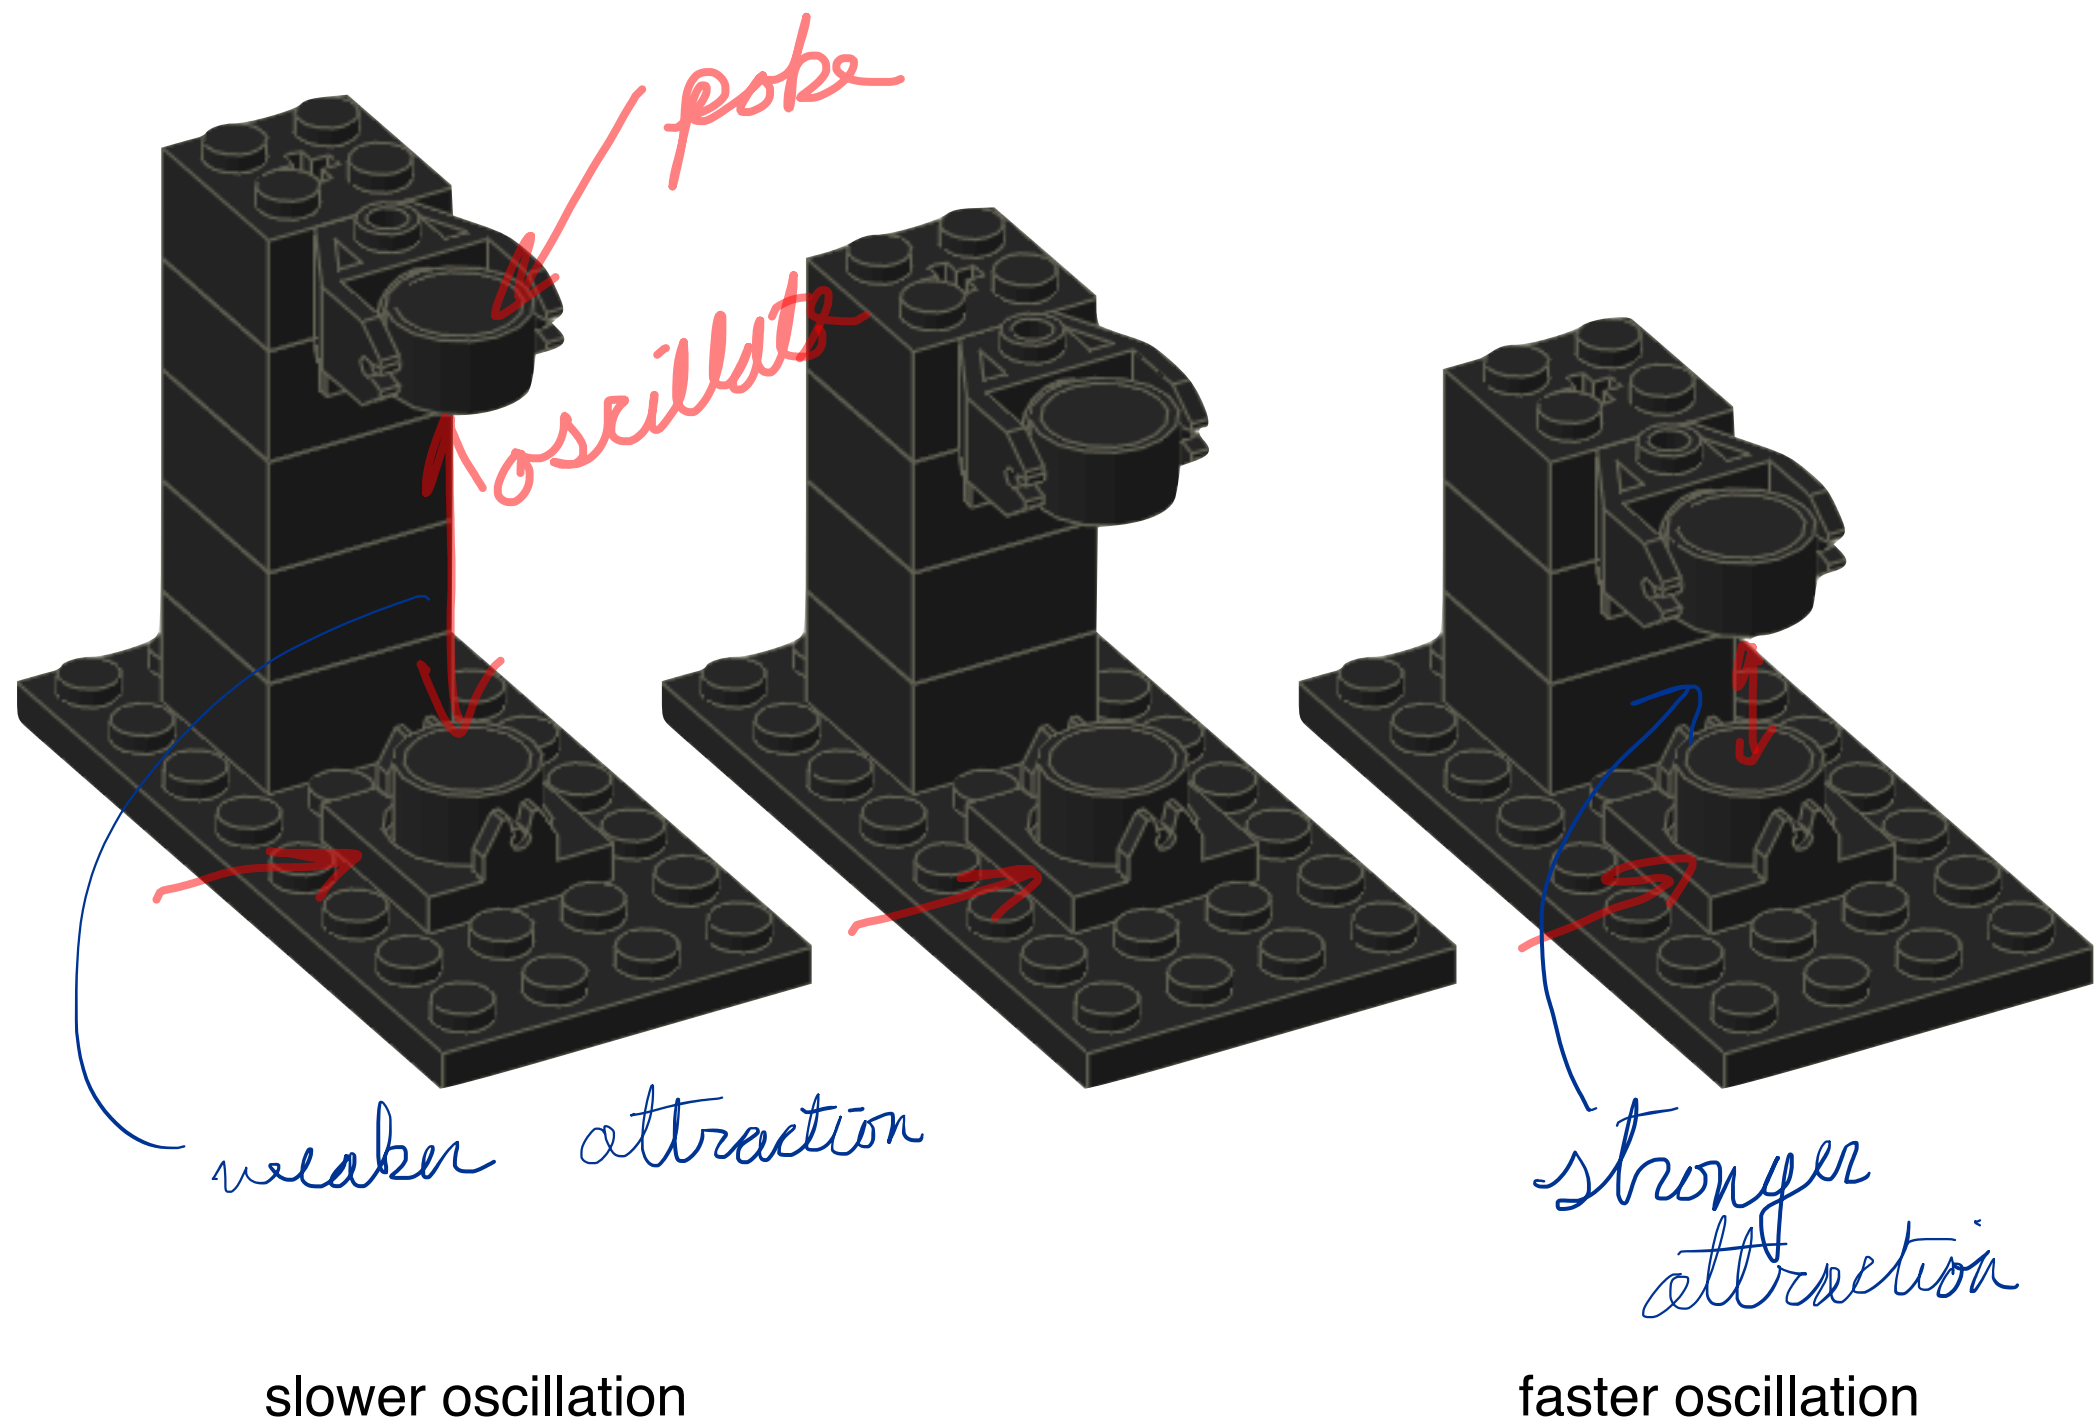 poke
oscillate
weaker attraction
stronger
attraction
slower oscillation
faster oscillation